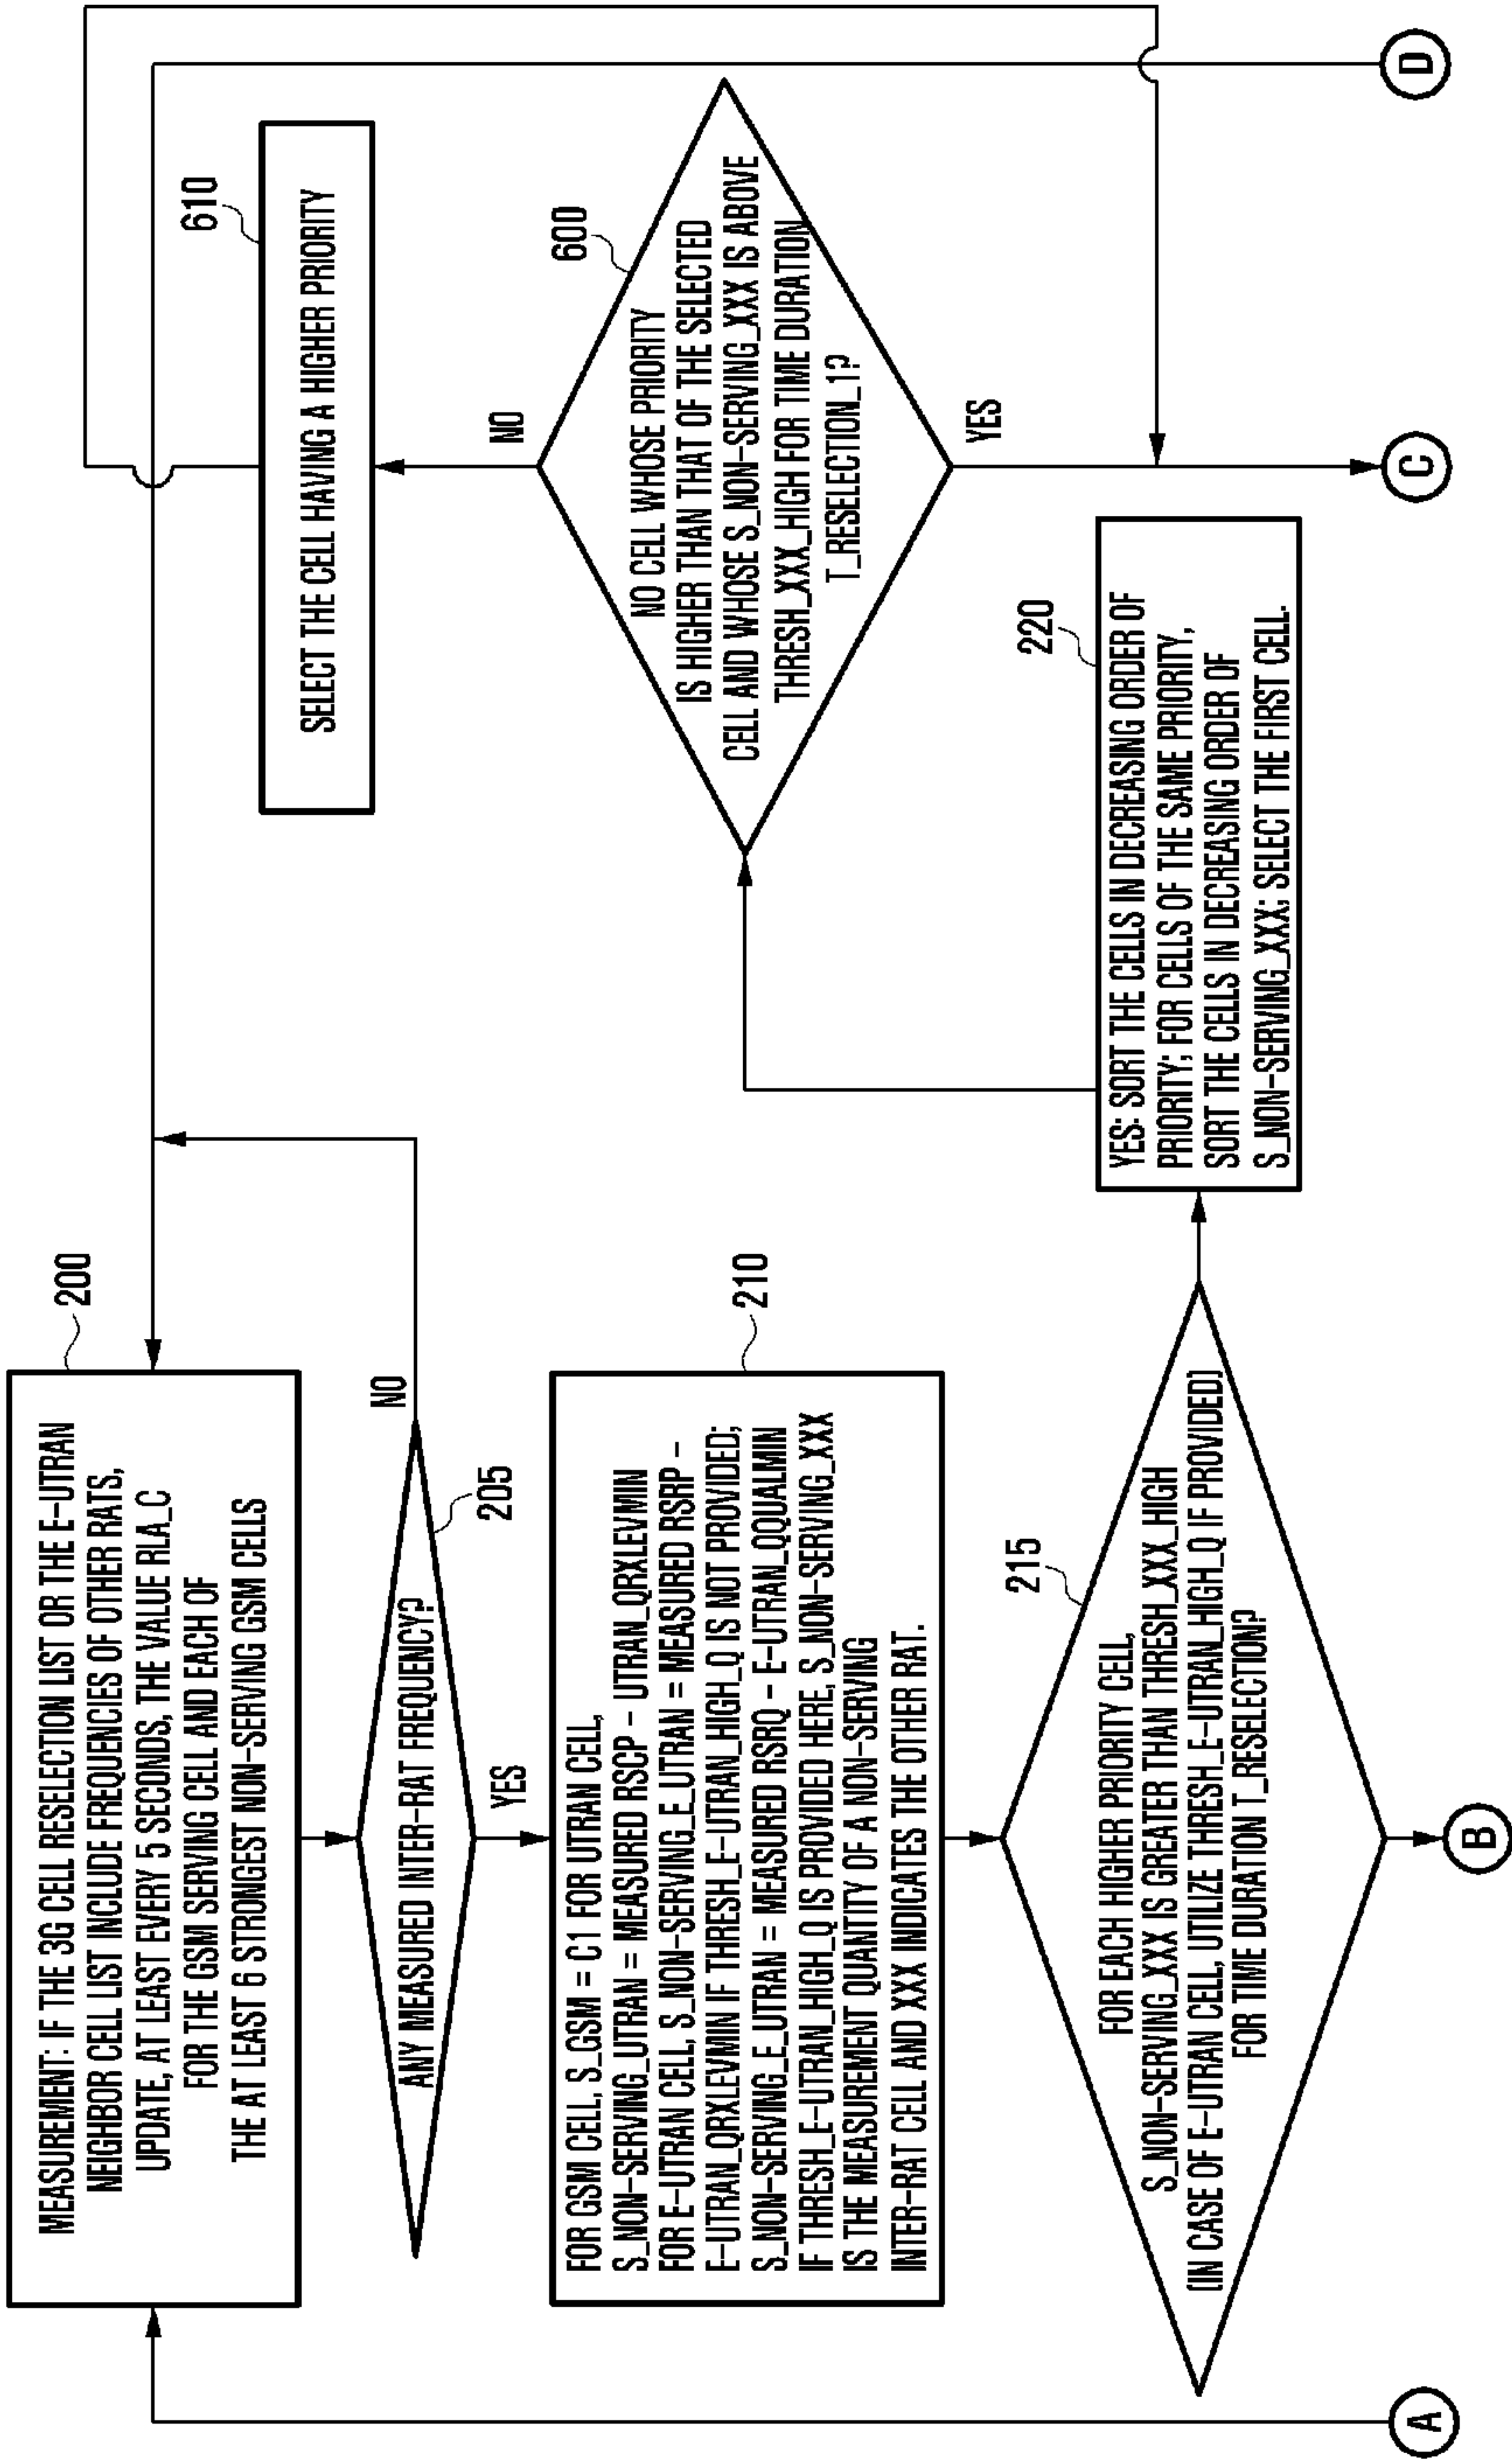 200
MEASUREMENT: IF THE 3G CELL RESELECTION LIST OR THE E-UTRAN
NEIGHBOR CELL LIST INCLUDE FREQUENCIES OF OTHER RATS,
UPDATE, AT LEAST EVERY 5 SECONDS, THE VALUE RLA_C
FOR THE GSM SERVING CELL AND EACH OF
THE AT LEAST 6 STRONGEST NON-SERVING GSM CELLS
NO
ANY MEASURED INTER-RAT FREQUENCY?
205
YES
210
FOR GSM CELL, S_GSM = C1 FOR UTRAN CELL,
S_NON-SERVING_UTRAN = MEASURED RSCP - UTRAN_QRXLEVMIN
FOR E-UTRAN CELL, S_NON-SERVING_E_UTRAN = MEASURED RSRP -
E-UTRAN_QRXLEVMIN IF THRESH_E-UTRAN_HIGH_Q IS NOT PROVIDED;
S_NON-SERVING_E_UTRAN = MEASURED RSRQ - E-UTRAN_QQUALMIN
IF THRESH_E-UTRAN_HIGH_Q IS PROVIDED HERE, S_NON-SERVING_XXX
IS THE MEASUREMENT QUANTITY OF A NON-SERVING
INTER-RAT CELL AND XXX INDICATES THE OTHER RAT.
215
FOR EACH HIGHER PRIORITY CELL,
S_NON-SERVING_XXX IS GREATER THAN THRESH_XXX_HIGH
(IN CASE OF E-UTRAN CELL, UTILIZE THRESH_E-UTRAN_HIGH_Q IF PROVIDED)
FOR TIME DURATION T_RESELECTION?
A
B
610
SELECT THE CELL HAVING A HIGHER PRIORITY
NO
600
NO CELL WHOSE PRIORITY
IS HIGHER THAN THAT OF THE SELECTED
CELL AND WHOSE S_NON-SERVING_XXX IS ABOVE
THRESH_XXX_HIGH FOR TIME DURATION
T_RESELECTION_1?
YES
220
YES: SORT THE CELLS IN DECREASING ORDER OF
PRIORITY; FOR CELLS OF THE SAME PRIORITY,
SORT THE CELLS IN DECREASING ORDER OF
S_NON-SERVING_XXX; SELECT THE FIRST CELL.
C
D